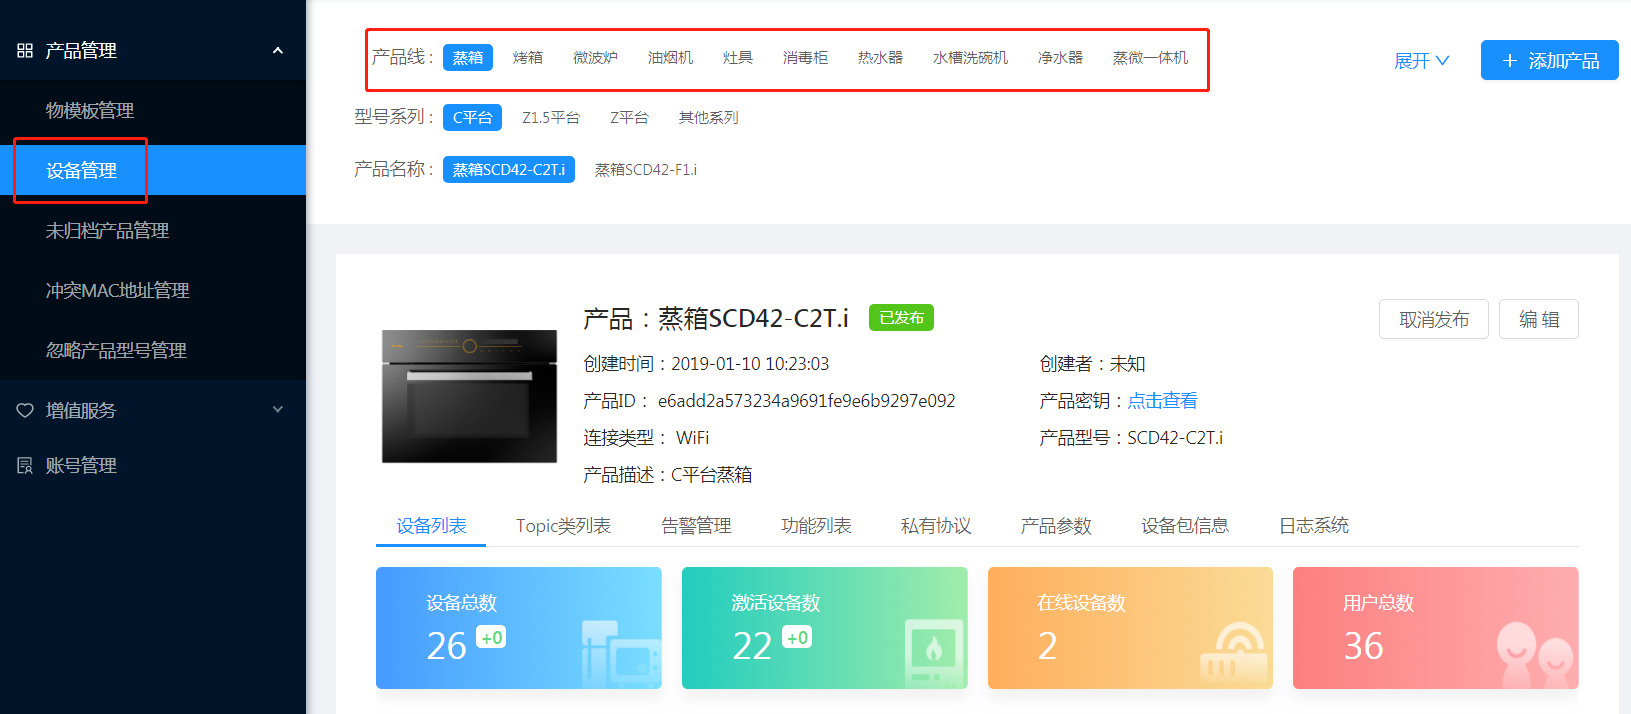 产品管理
物模板管理
设备管理
未归档产品管理
冲突MAC地址管理
忽略产品型号管理
增值服务
账号管理
产品线： 蒸箱 烤箱 微波炉 油烟机 灶具 消毒柜 热水器 水槽洗碗机 净水器 蒸微一体机 展开 + 添加产品
型号系列： C平台 Z1.5平台 Z平台 其他系列
产品名称： 蒸箱SCD42-C2T.i 蒸箱SCD42-F1.i
产品：蒸箱SCD42-C2T.i 已发布 取消发布 编 辑
创建时间：2019-01-10 10:23:03 创建者：未知
产品ID： e6add2a573234a9691fe9e6b9297e092 产品密钥：点击查看
连接类型： WiFi 产品型号：SCD42-C2T.i
产品描述：C平台蒸箱
设备列表 Topic类列表 告警管理 功能列表 私有协议 产品参数 设备包信息 日志系统
设备总数 激活设备数 在线设备数 用户总数
26 +0 22 +0 2 36